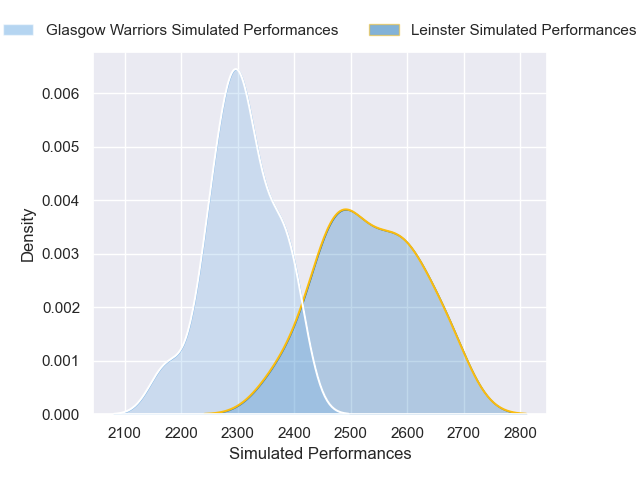 Glasgow Warriors Simulated Performances
Leinster Simulated Performances
0.006
0.005
0.004
0.003
0.002
0.001
0.000
Density
2100 2200 2300 2400 2500 2600 2700 2800
Simulated Performances